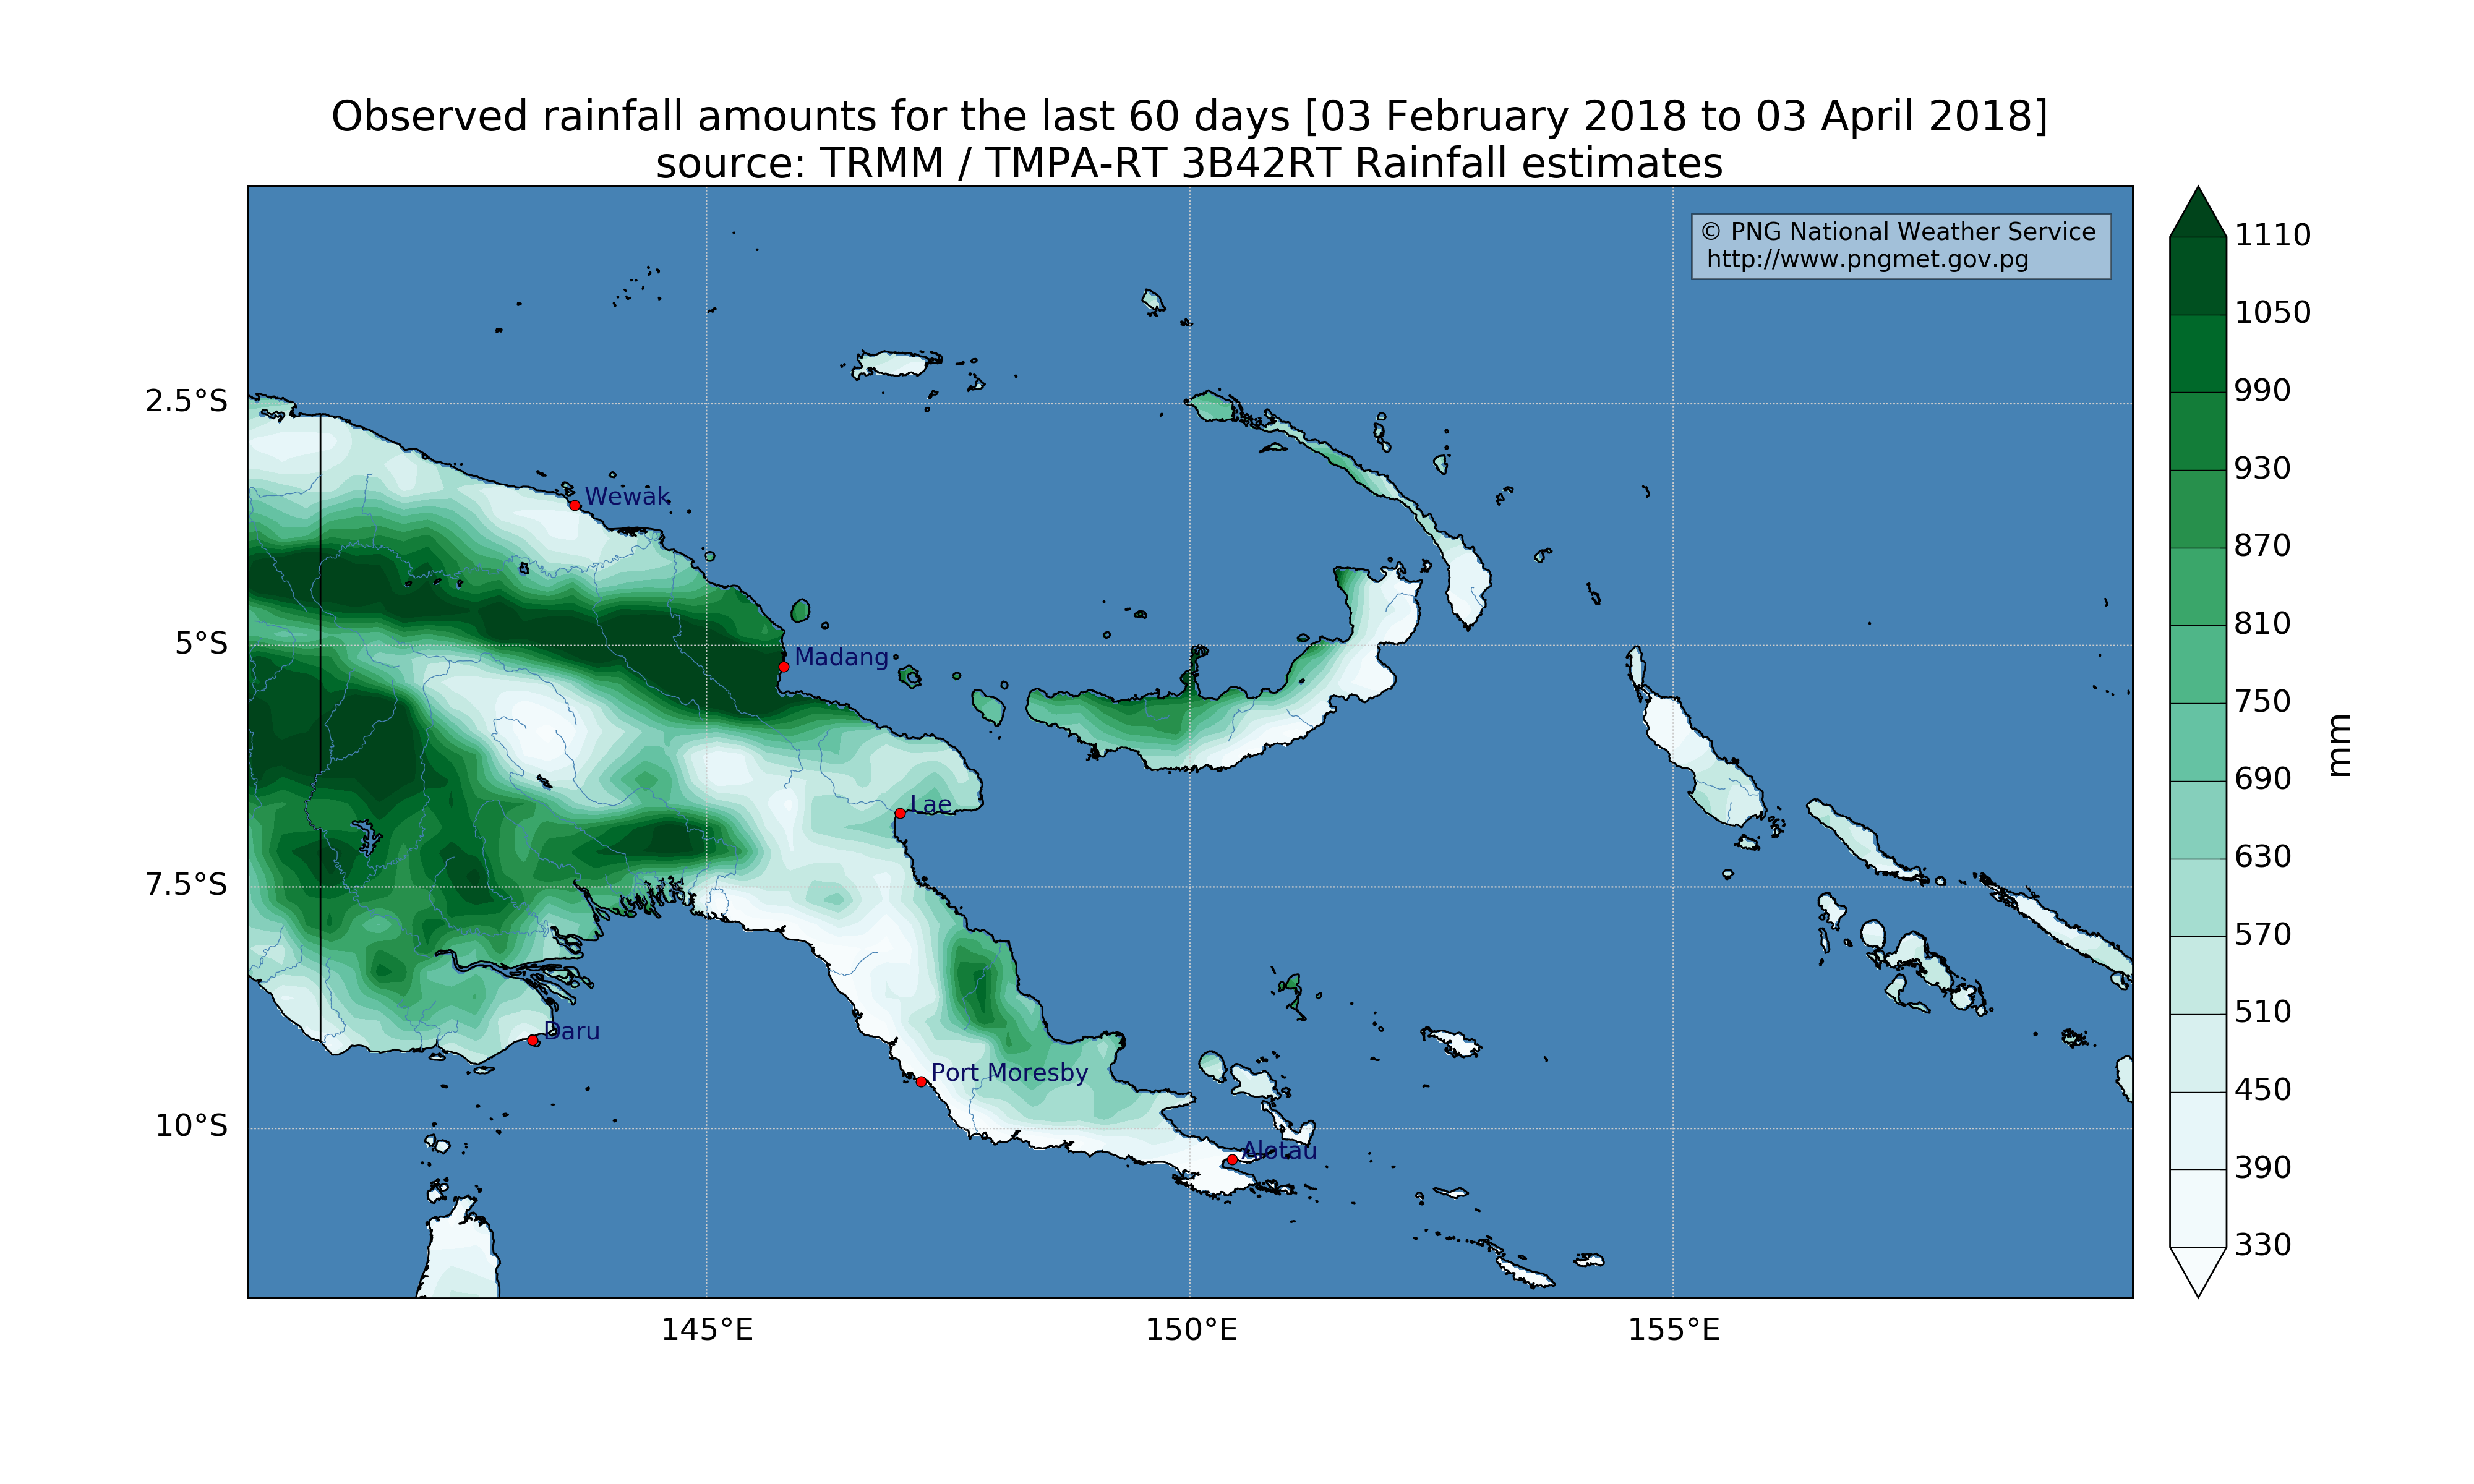 Observed rainfall amounts for the last 60 days [03 February 2018 to 03 April 2018]
source: TRMM / TMPA-RT 3B42RT Rainfall estimates
© PNG National Weather Service
http://www.pngmet.gov.pg
1110
1050
990
930
870
810
750
690
630
570
510
450
390
330
mm
2.5°S
5°S
7.5°S
10°S
Wewak
Madang
Lae
Daru
Port Moresby
Alotau
145°E
150°E
155°E